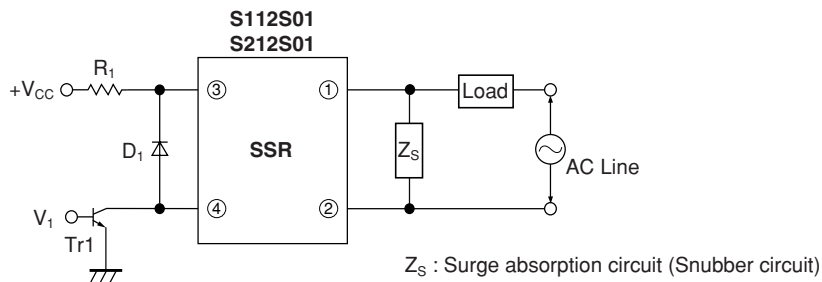 S112S01
S212S01
R1
+VCC
③
①
Load
D1
SSR
ZS
AC Line
V1
④
②
Tr1
ZS : Surge absorption circuit (Snubber circuit)